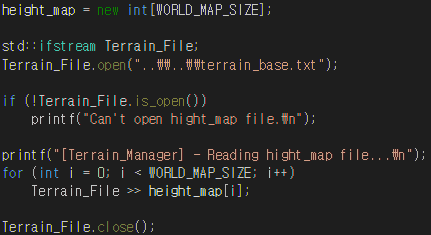 height_map = new int[WORLD_MAP_SIZE];
std::ifstream Terrain_File;
Terrain_File.open("..₩₩..₩₩terrain_base.txt");
if (!Terrain_File.is_open())
printf("Can't open hight_map file.₩n");
printf("[Terrain_Manager] - Reading hight_map file...₩n");
for (int i = 0; i < WORLD_MAP_SIZE; i++)
Terrain_File >> height_map[i];
Terrain_File.close();